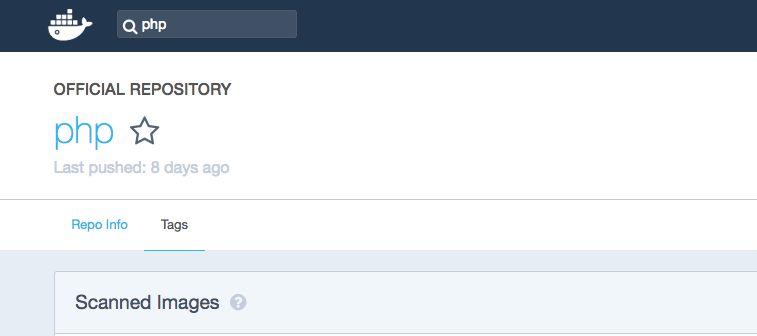 php
OFFICIAL REPOSITORY
php
Last pushed: 8 days ago
Repo Info Tags
Scanned Images ?